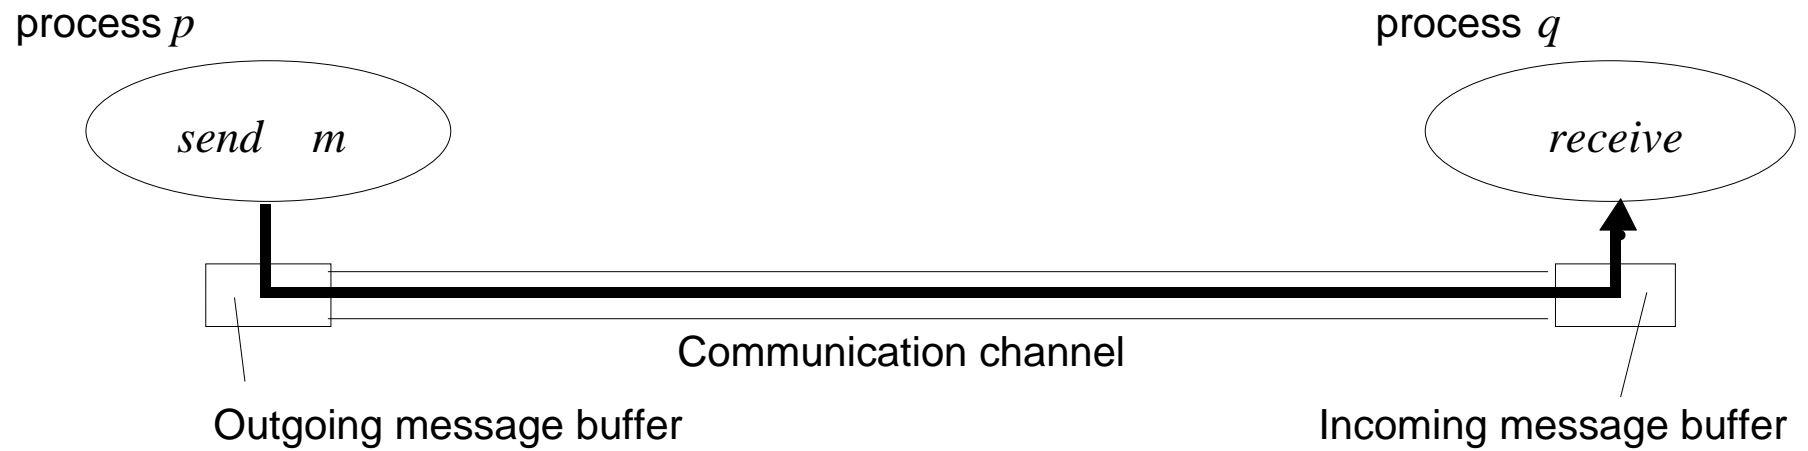 process p
process q
send m
receive
Communication channel
Outgoing message buffer
Incoming message buffer